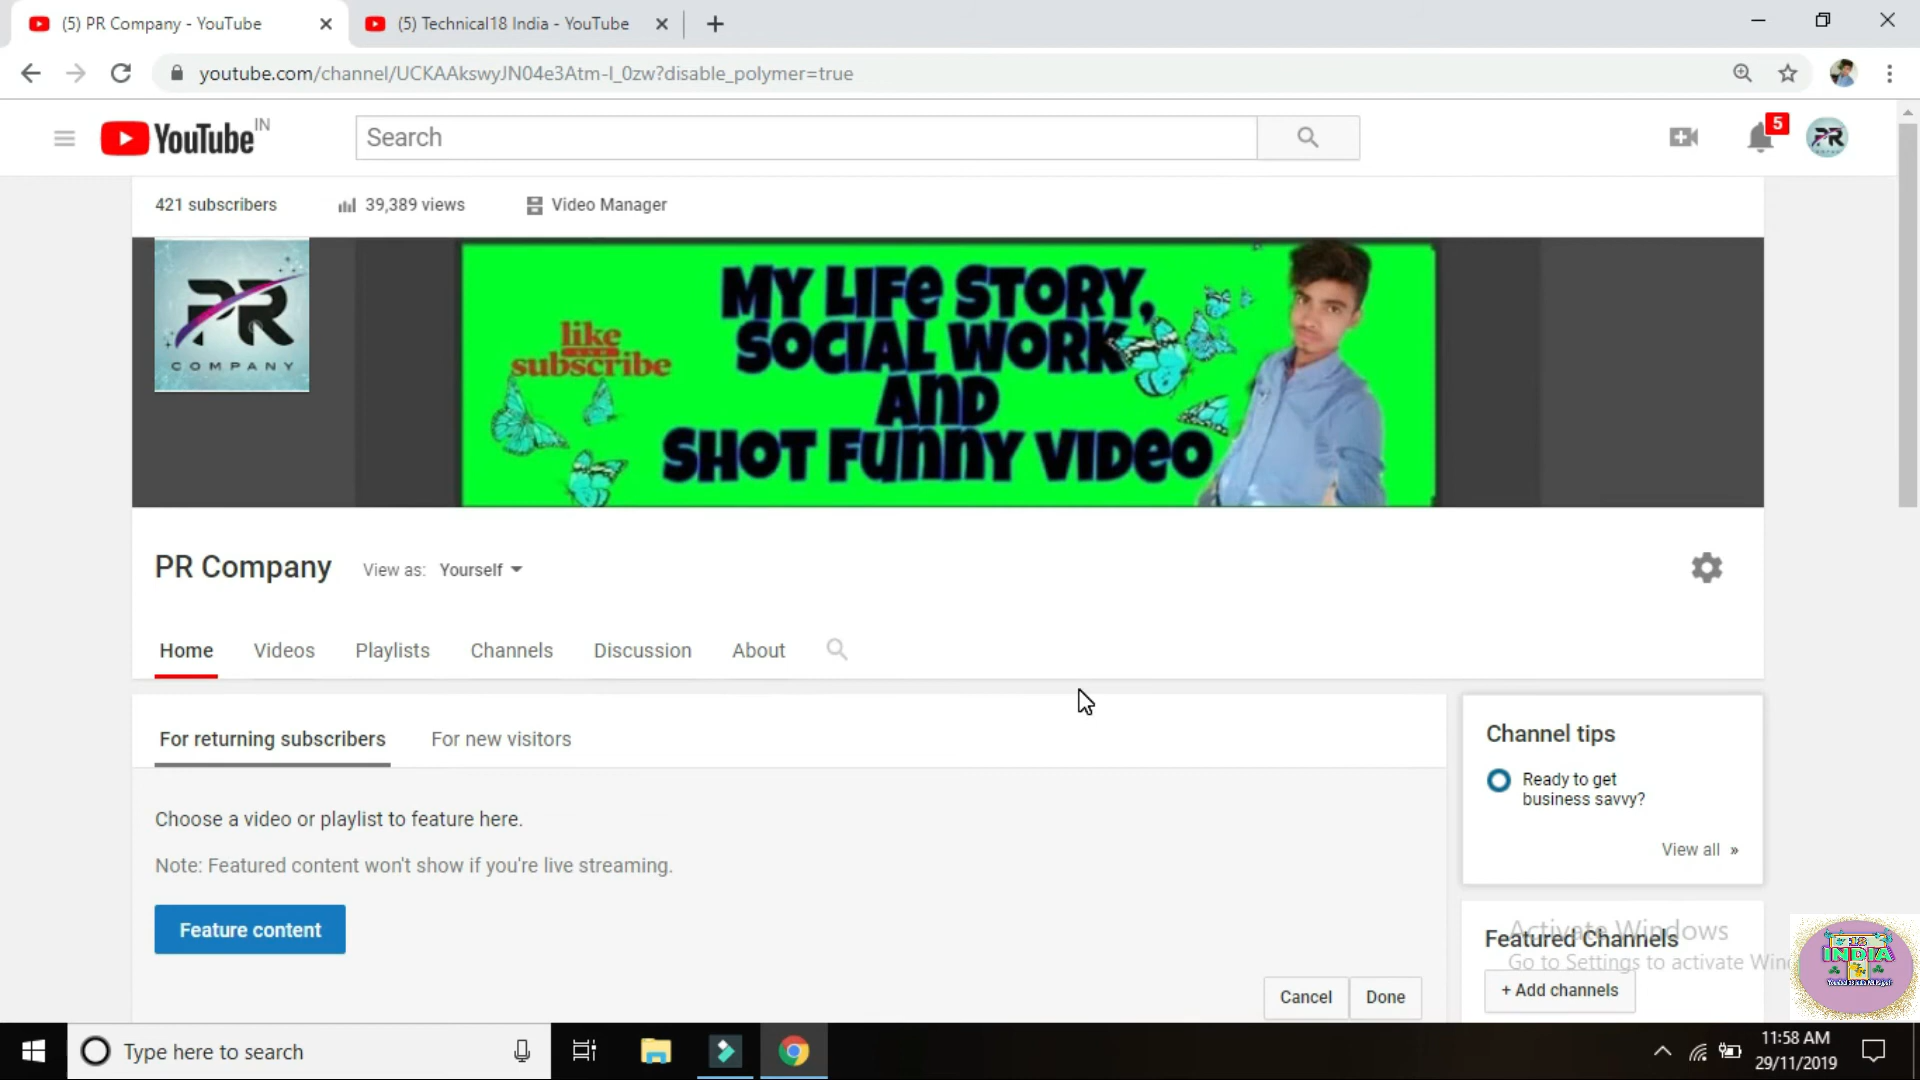 (5) PR Company - YouTube
(5) Technical18 India - YouTube
youtube.com/channel/UCKAAkswyJN04e3Atm-l_0zw?disable_polymer=true
YouTube IN
Search
5
PR
421 subscribers
39,389 views
Video Manager
PR
COMPANY
like
AND
subscribe
MY LIFe STORY,
SOCIAL WORK
AnD
SHOT FUnnY VIDeO
PR Company
View as: Yourself
Home
Videos
Playlists
Channels
Discussion
About
For returning subscribers
For new visitors
Channel tips
Ready to get
business savvy?
View all »
Choose a video or playlist to feature here.
Note: Featured content won't show if you're live streaming.
Feature content
Cancel
Done
Featured Channels
+ Add channels
Activate Windows
Go to Settings to activate Win
18
INDIA
Type here to search
11:58 AM
29/11/2019